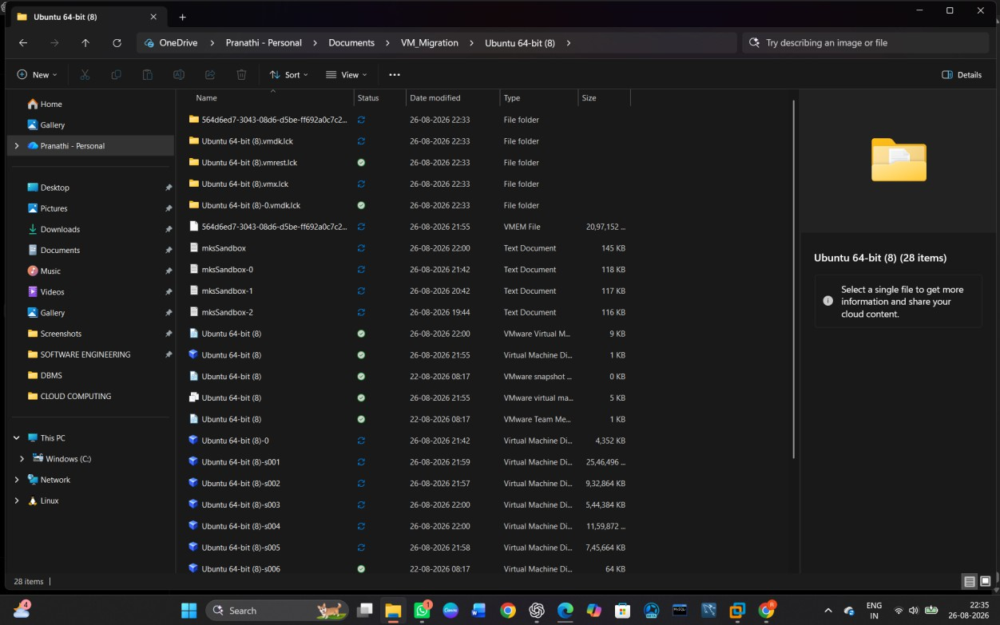 Ubuntu 64-bit (8)
OneDrive > Pranathi - Personal > Documents > VM_Migration > Ubuntu 64-bit (8) >
Try describing an image or file
New
Sort
View
Details
Home
Gallery
Pranathi - Personal
Desktop
Pictures
Downloads
Documents
Music
Videos
Gallery
Screenshots
SOFTWARE ENGINEERING
DBMS
CLOUD COMPUTING
This PC
Windows (C:)
Network
Linux
Name Status Date modified Type Size
564d6ed7-3043-08d6-d5be-ff692a0c7c2... 26-08-2026 22:33 File folder
Ubuntu 64-bit (8).vmdk.lck 26-08-2026 22:33 File folder
Ubuntu 64-bit (8).vmrest.lck 26-08-2026 22:33 File folder
Ubuntu 64-bit (8).vmx.lck 26-08-2026 22:33 File folder
Ubuntu 64-bit (8)-0.vmdk.lck 26-08-2026 22:33 File folder
564d6ed7-3043-08d6-d5be-ff692a0c7c2... 26-08-2026 21:55 VMEM File 20,97,152 ...
mksSandbox 26-08-2026 22:00 Text Document 145 KB
mksSandbox-0 26-08-2026 21:42 Text Document 118 KB
mksSandbox-1 26-08-2026 20:42 Text Document 117 KB
mksSandbox-2 26-08-2026 19:44 Text Document 116 KB
Ubuntu 64-bit (8) 26-08-2026 22:00 VMware Virtual M... 9 KB
Ubuntu 64-bit (8) 26-08-2026 21:55 Virtual Machine Di... 1 KB
Ubuntu 64-bit (8) 22-08-2026 08:17 VMware snapshot ... 0 KB
Ubuntu 64-bit (8) 26-08-2026 21:55 VMware virtual ma... 5 KB
Ubuntu 64-bit (8) 22-08-2026 08:17 VMware Team Me... 1 KB
Ubuntu 64-bit (8)-0 26-08-2026 21:42 Virtual Machine Di... 4,352 KB
Ubuntu 64-bit (8)-s001 26-08-2026 21:59 Virtual Machine Di... 25,46,496 ...
Ubuntu 64-bit (8)-s002 26-08-2026 21:57 Virtual Machine Di... 9,32,864 KB
Ubuntu 64-bit (8)-s003 26-08-2026 22:00 Virtual Machine Di... 5,44,384 KB
Ubuntu 64-bit (8)-s004 26-08-2026 22:00 Virtual Machine Di... 11,59,872 ...
Ubuntu 64-bit (8)-s005 26-08-2026 21:58 Virtual Machine Di... 7,45,664 KB
Ubuntu 64-bit (8)-s006 22-08-2026 08:17 Virtual Machine Di... 64 KB
Ubuntu 64-bit (8) (28 items)
Select a single file to get more
information and share your
cloud content.
28 items
4
Search
1
R
ENG
IN
22:35
26-08-2026